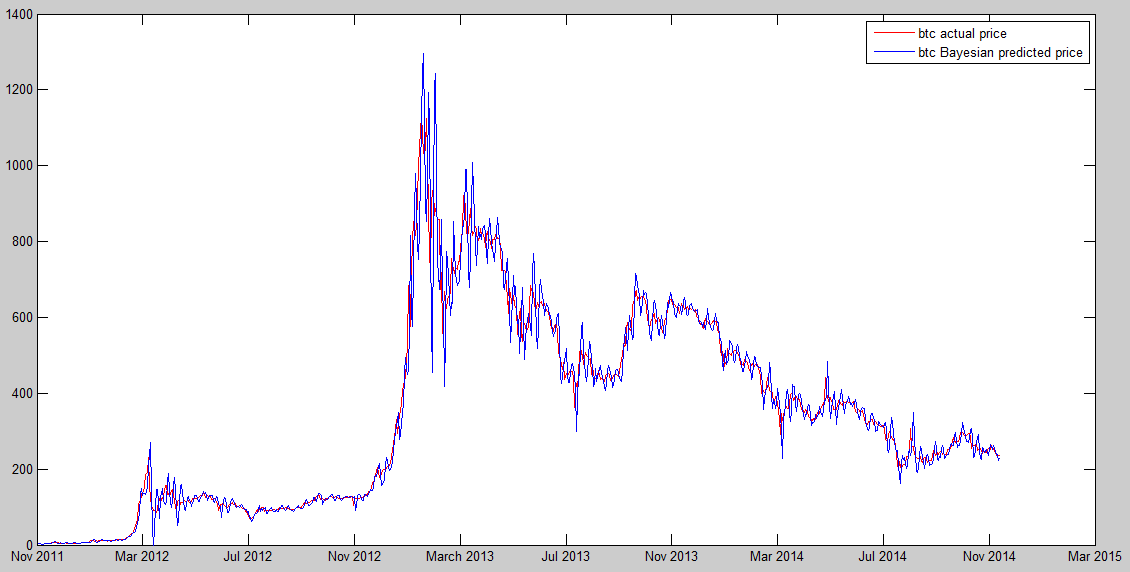 1400
1200
1000
800
600
400
200
0
btc actual price
btc Bayesian predicted price
Nov 2011 Mar 2012 Jul 2012 Nov 2012 March 2013 Jul 2013 Nov 2013 Mar 2014 Jul 2014 Nov 2014 Mar 2015